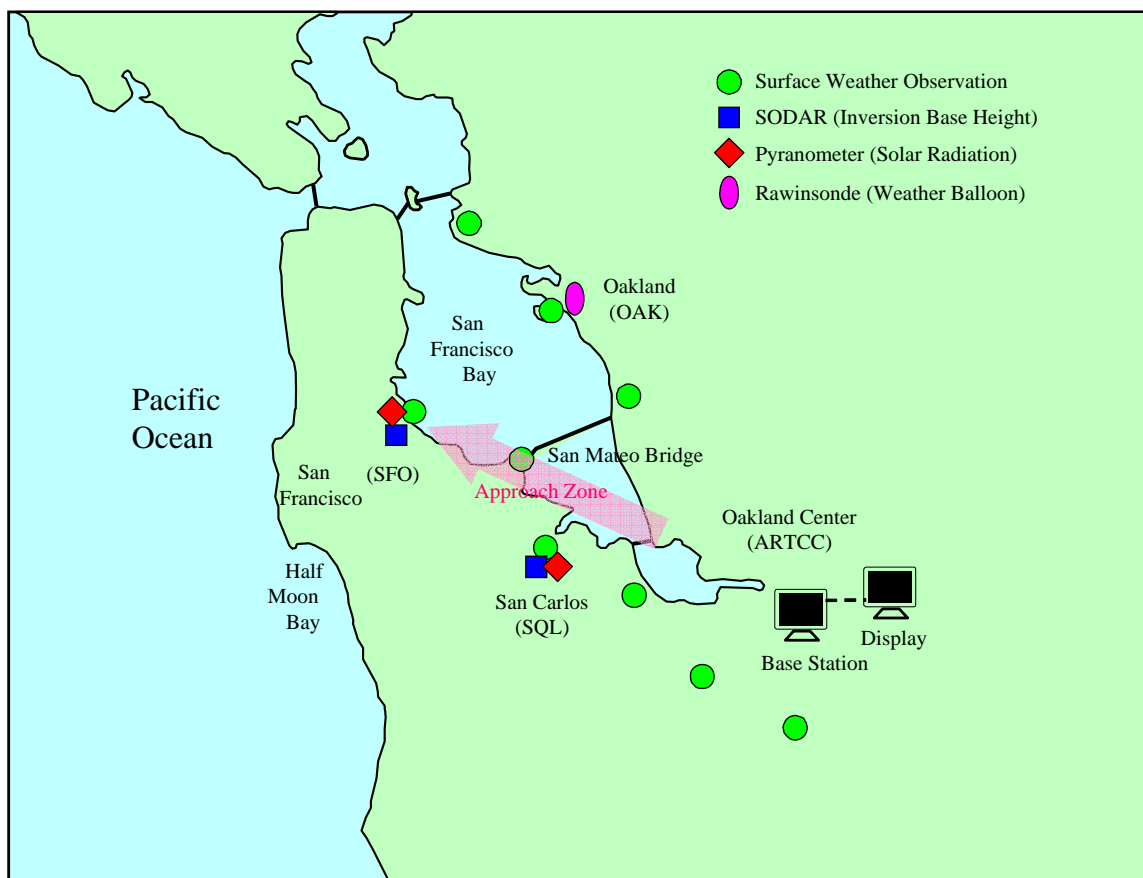 Surface Weather Observation
SODAR (Inversion Base Height)
Pyranometer (Solar Radiation)
Rawinsonde (Weather Balloon)
Oakland
(OAK)
San
Francisco
Bay
Pacific
Ocean
San Mateo Bridge
(SFO)
San
Francisco
Approach Zone
Oakland Center
(ARTCC)
Half
Moon
Bay
San Carlos
(SQL)
Display
Base Station